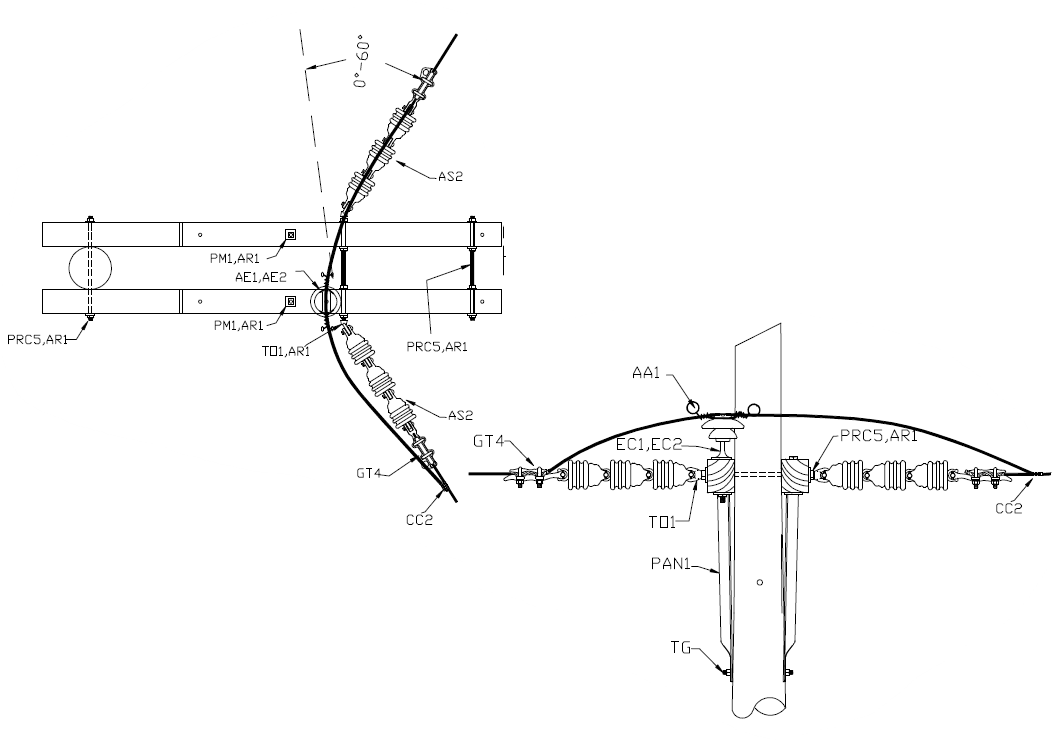 0°-60°
AS2
PM1,AR1
AE1,AE2
PM1,AR1
PRC5,AR1
TO1,AR1
PRC5,AR1
AA1
AS2
GT4
EC1,EC2
PRC5,AR1
GT4
CC2
TO1
CC2
PAN1
TG